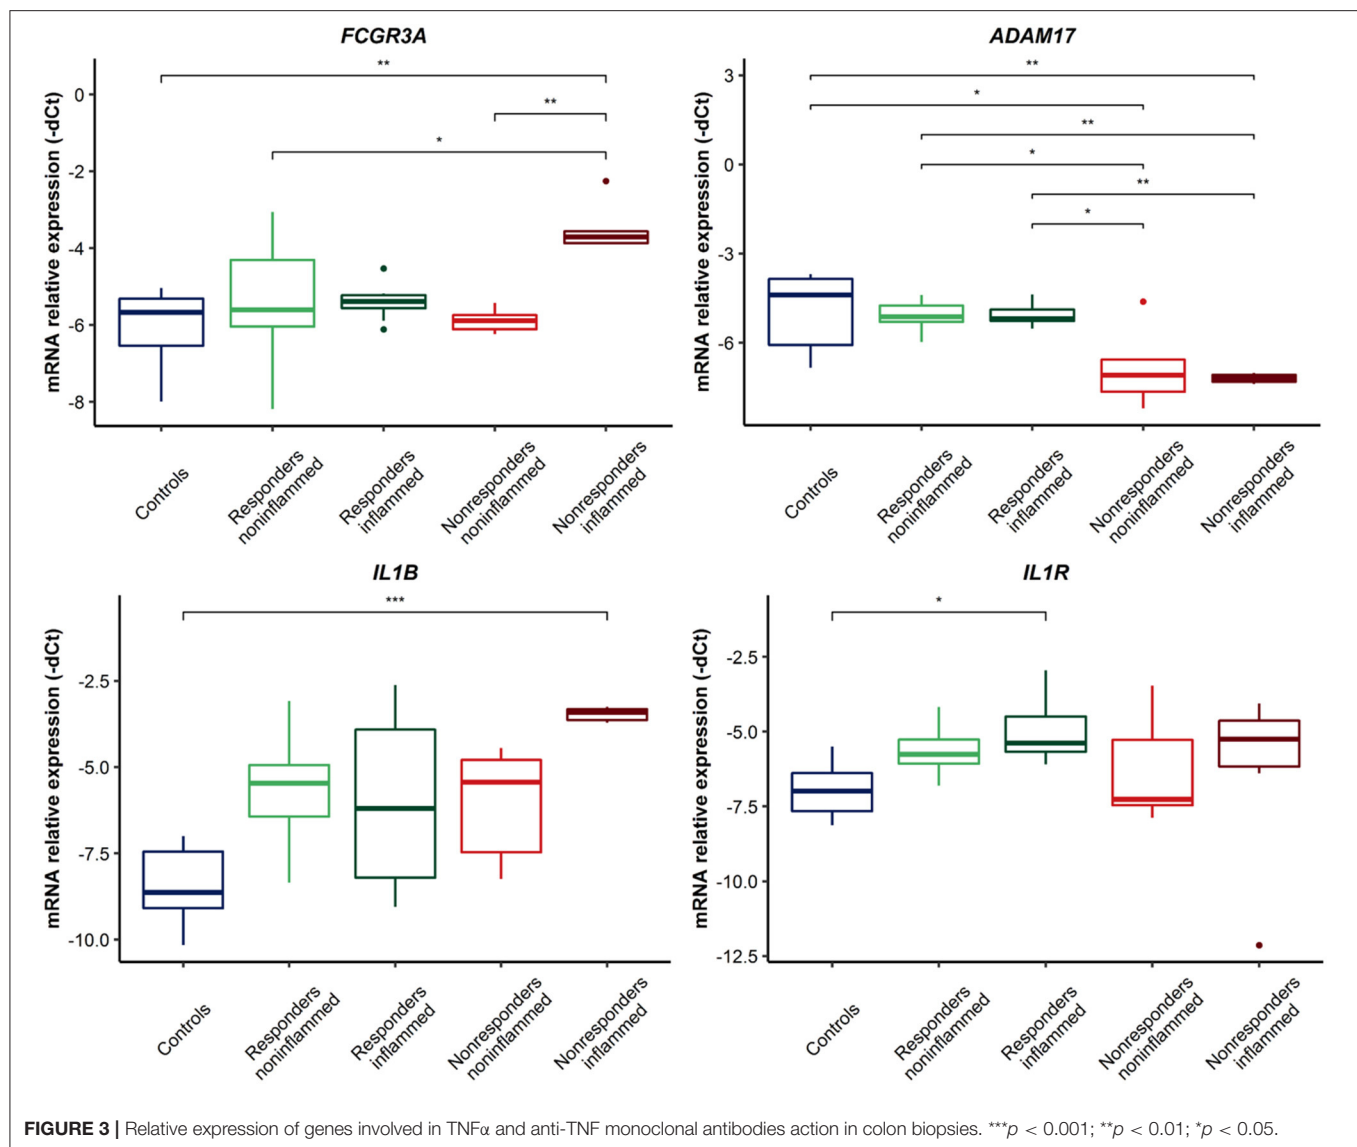 FCGR3A
mRNA relative expression (-dCt)
0
-2
-4
-6
-8
**
**
*
Controls
Responders
noninflammed
Responders
inflammed
Nonresponders
noninflammed
Nonresponders
inflammed
ADAM17
mRNA relative expression (-dCt)
3
0
-3
-6
**
*
**
*
**
*
Controls
Responders
noninflammed
Responders
inflammed
Nonresponders
noninflammed
Nonresponders
inflammed
IL1B
mRNA relative expression (-dCt)
-2.5
-5.0
-7.5
-10.0
***
Controls
Responders
noninflammed
Responders
inflammed
Nonresponders
noninflammed
Nonresponders
inflammed
IL1R
mRNA relative expression (-dCt)
-2.5
-5.0
-7.5
-10.0
-12.5
*
Controls
Responders
noninflammed
Responders
inflammed
Nonresponders
noninflammed
Nonresponders
inflammed
FIGURE 3 | Relative expression of genes involved in TNFα and anti-TNF monoclonal antibodies action in colon biopsies. ***p < 0.001; **p < 0.01; *p < 0.05.